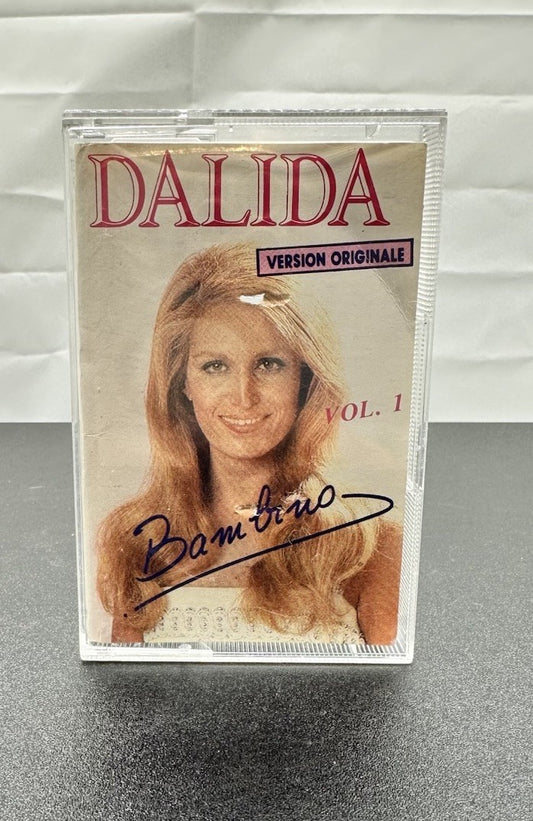 DALIDA
VERSION ORIGINALE
VOL. 1
Bambino